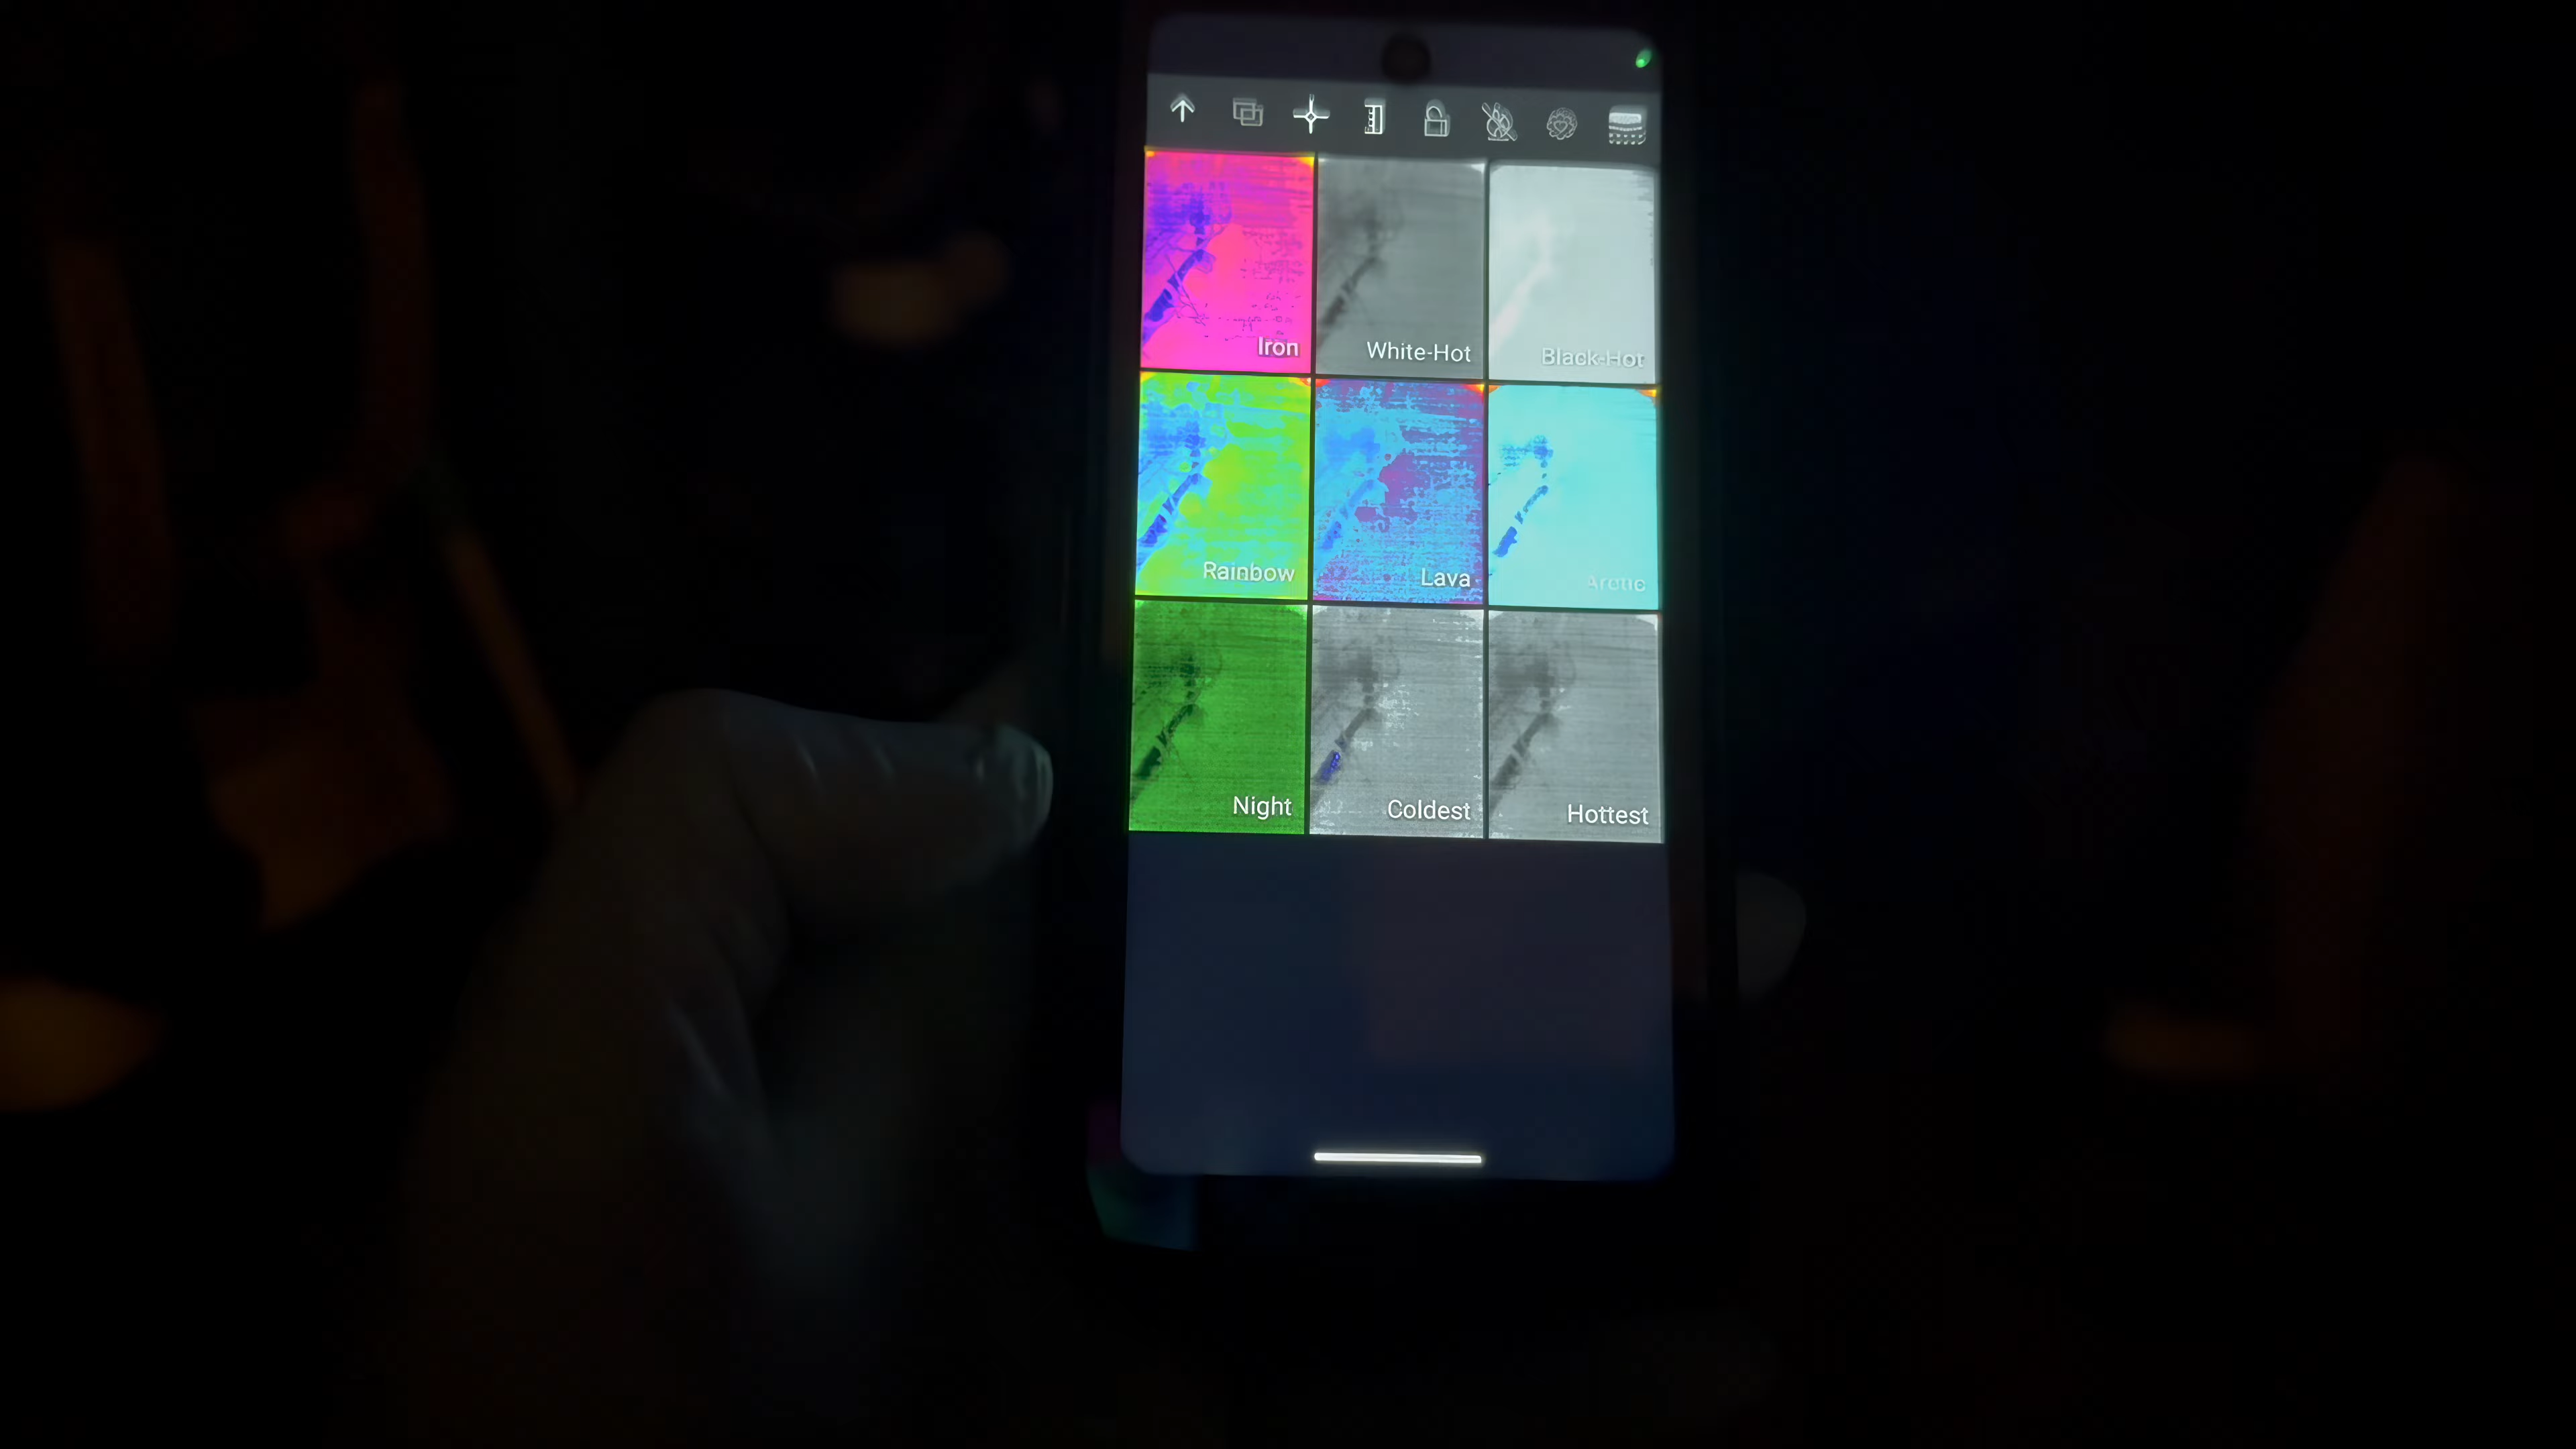 Iron
White-Hot
Black-Hot
Rainbow
Lava
Arctic
Night
Coldest
Hottest